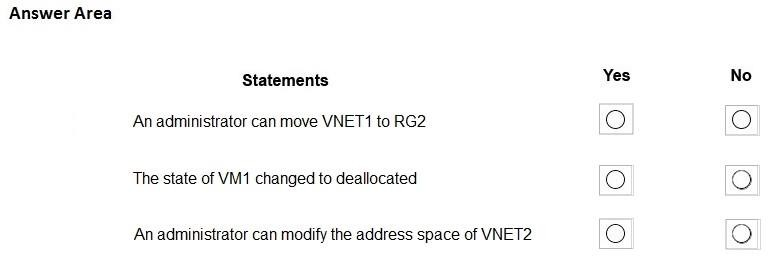 Answer Area
Statements Yes No
An administrator can move VNET1 to RG2
The state of VM1 changed to deallocated
An administrator can modify the address space of VNET2